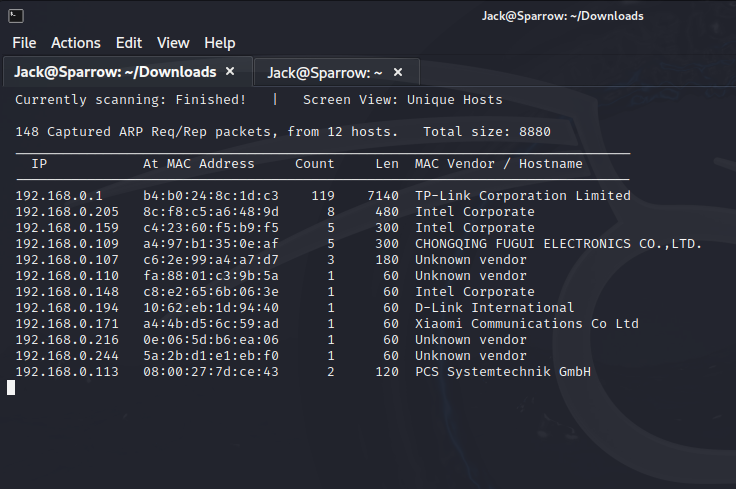 Jack@Sparrow: ~/Downloads
File Actions Edit View Help
Jack@Sparrow: ~/Downloads × Jack@Sparrow: ~ ×
Currently scanning: Finished! | Screen View: Unique Hosts
148 Captured ARP Req/Rep packets, from 12 hosts. Total size: 8880
IP At MAC Address Count Len MAC Vendor / Hostname
192.168.0.1 b4:b0:24:8c:1d:c3 119 7140 TP-Link Corporation Limited
192.168.0.205 8c:f8:c5:a6:48:9d 8 480 Intel Corporate
192.168.0.159 c4:23:60:f5:b9:f5 5 300 Intel Corporate
192.168.0.109 a4:97:b1:35:0e:af 5 300 CHONGQING FUGUI ELECTRONICS CO.,LTD.
192.168.0.107 c6:2e:99:a4:a7:d7 3 180 Unknown vendor
192.168.0.110 fa:88:01:c3:9b:5a 1 60 Unknown vendor
192.168.0.148 c8:e2:65:6b:06:3e 1 60 Intel Corporate
192.168.0.194 10:62:eb:1d:94:40 1 60 D-Link International
192.168.0.171 a4:4b:d5:6c:59:ad 1 60 Xiaomi Communications Co Ltd
192.168.0.216 0e:06:5d:b6:ea:06 1 60 Unknown vendor
192.168.0.244 5a:2b:d1:e1:eb:f0 1 60 Unknown vendor
192.168.0.113 08:00:27:7d:ce:43 2 120 PCS Systemtechnik GmbH